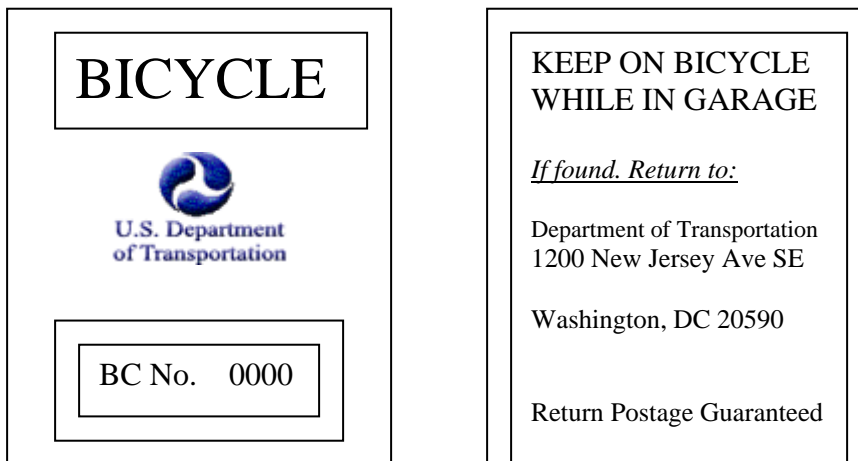 BICYCLE
U.S. Department
of Transportation
BC No. 0000
KEEP ON BICYCLE
WHILE IN GARAGE
If found. Return to:
Department of Transportation
1200 New Jersey Ave SE
Washington, DC 20590
Return Postage Guaranteed